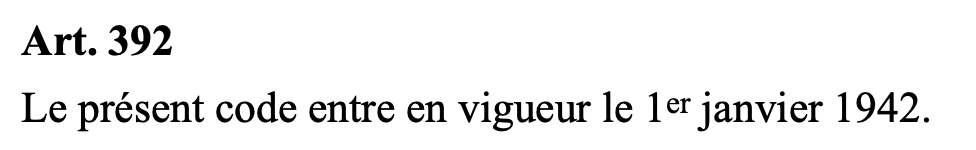 Art. 392
Le présent code entre en vigueur le 1er janvier 1942.